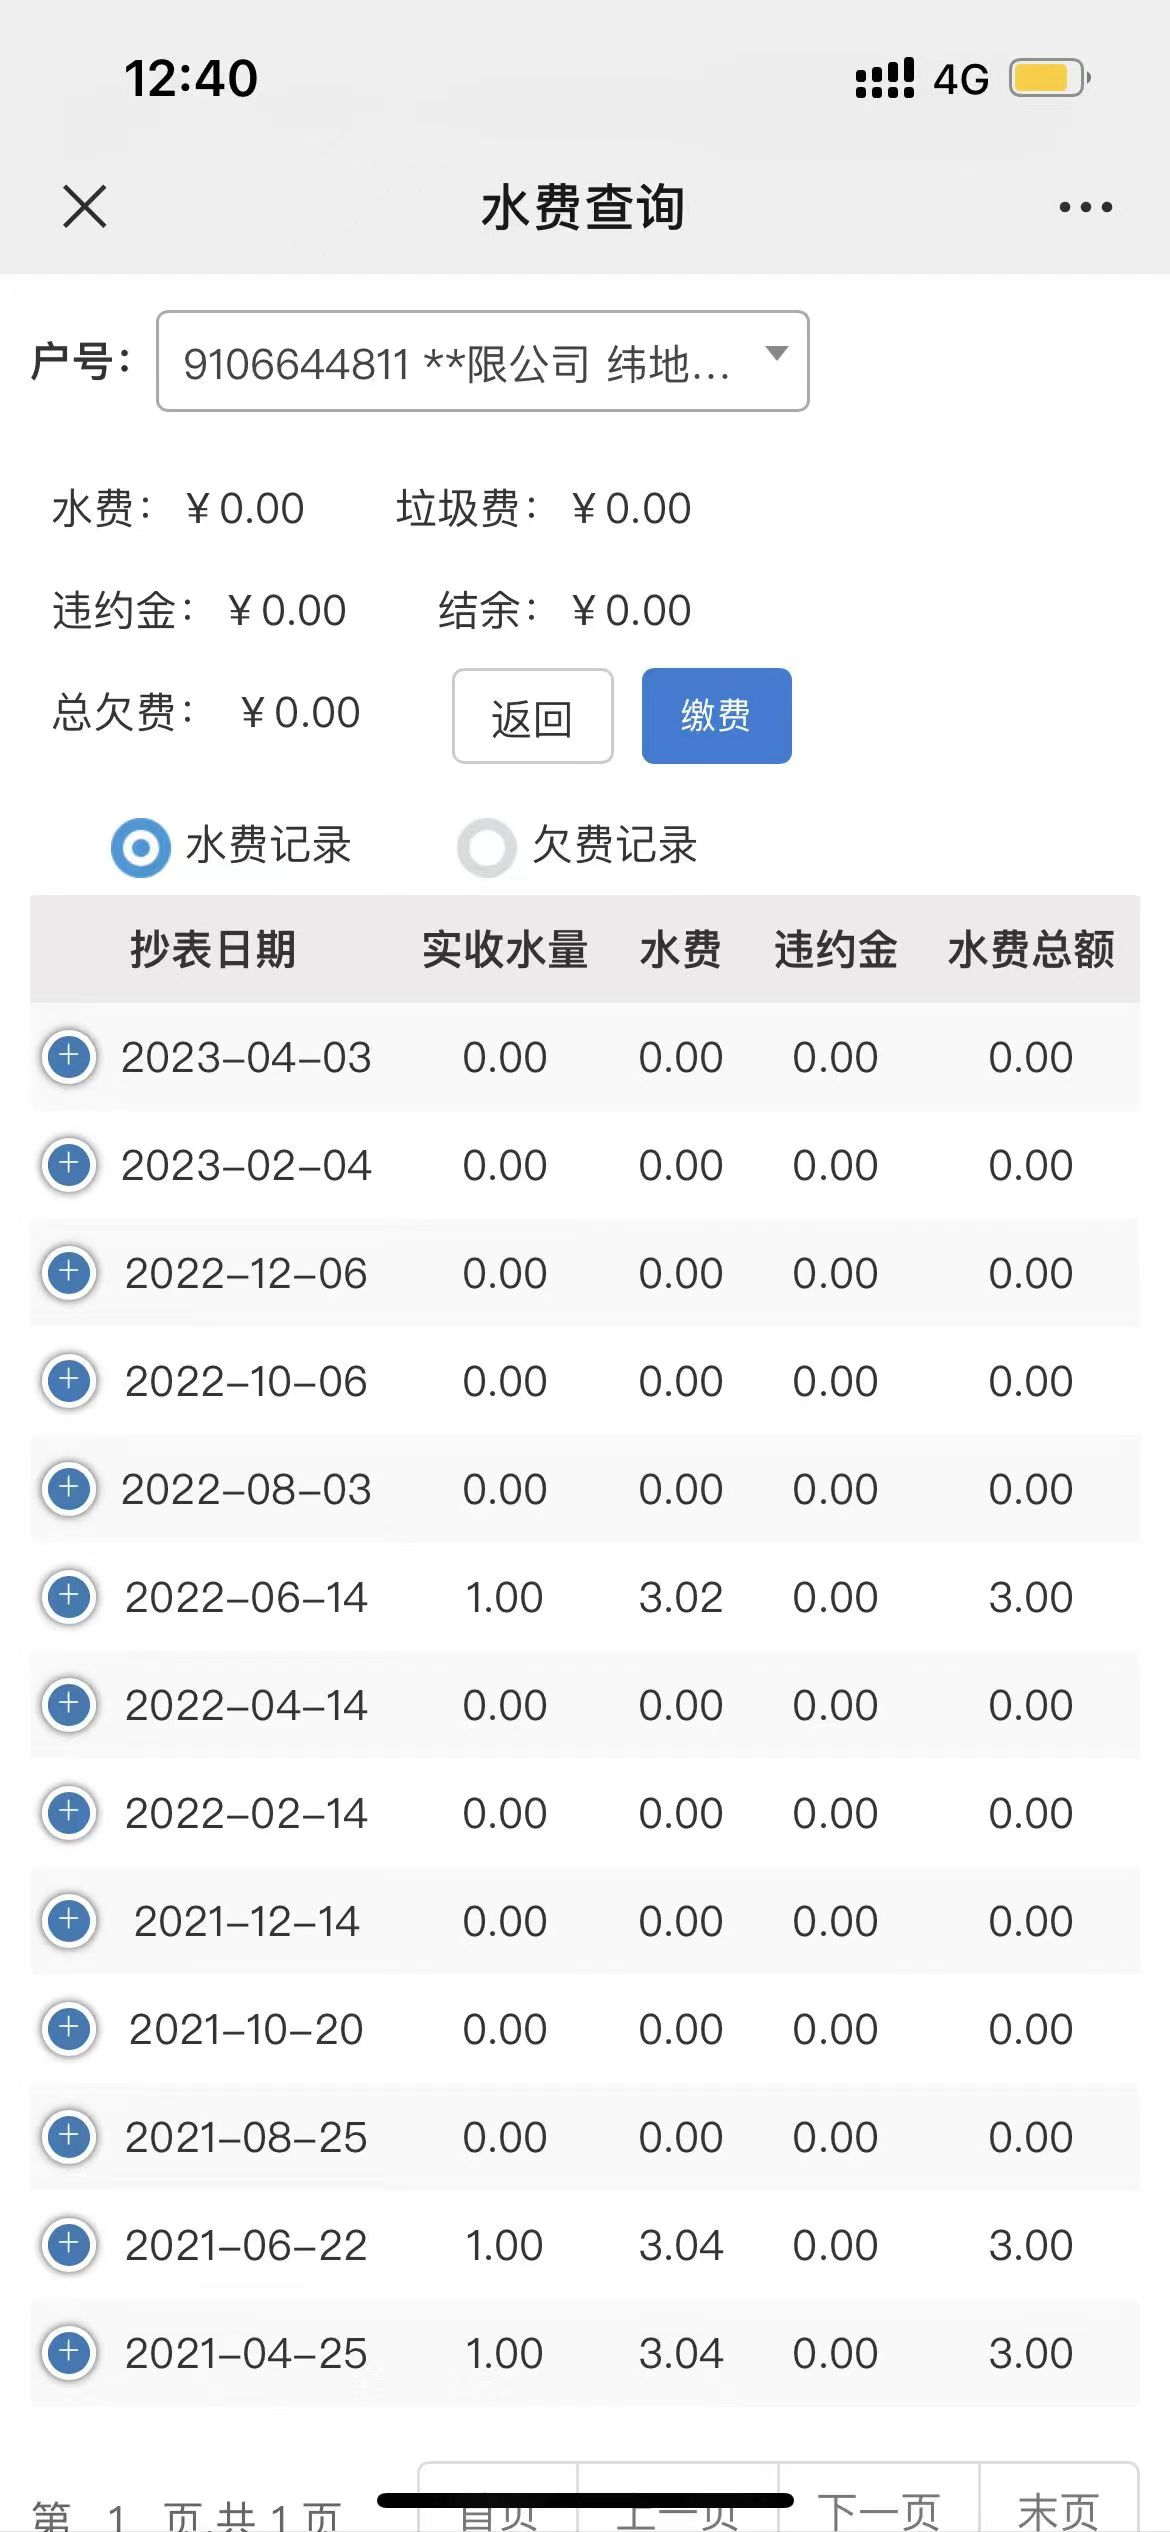 12:40 4G
水费查询
户号： 9106644811 **限公司 纬地...
水费： ￥0.00 垃圾费： ￥0.00
违约金： ￥0.00 结余： ￥0.00
总欠费： ￥0.00 返回 缴费
水费记录 欠费记录
抄表日期 实收水量 水费 违约金 水费总额
2023-04-03 0.00 0.00 0.00 0.00
2023-02-04 0.00 0.00 0.00 0.00
2022-12-06 0.00 0.00 0.00 0.00
2022-10-06 0.00 0.00 0.00 0.00
2022-08-03 0.00 0.00 0.00 0.00
2022-06-14 1.00 3.02 0.00 3.00
2022-04-14 0.00 0.00 0.00 0.00
2022-02-14 0.00 0.00 0.00 0.00
2021-12-14 0.00 0.00 0.00 0.00
2021-10-20 0.00 0.00 0.00 0.00
2021-08-25 0.00 0.00 0.00 0.00
2021-06-22 1.00 3.04 0.00 3.00
2021-04-25 1.00 3.04 0.00 3.00
第 1 页,共1页 首页 上一页 下一页 末页